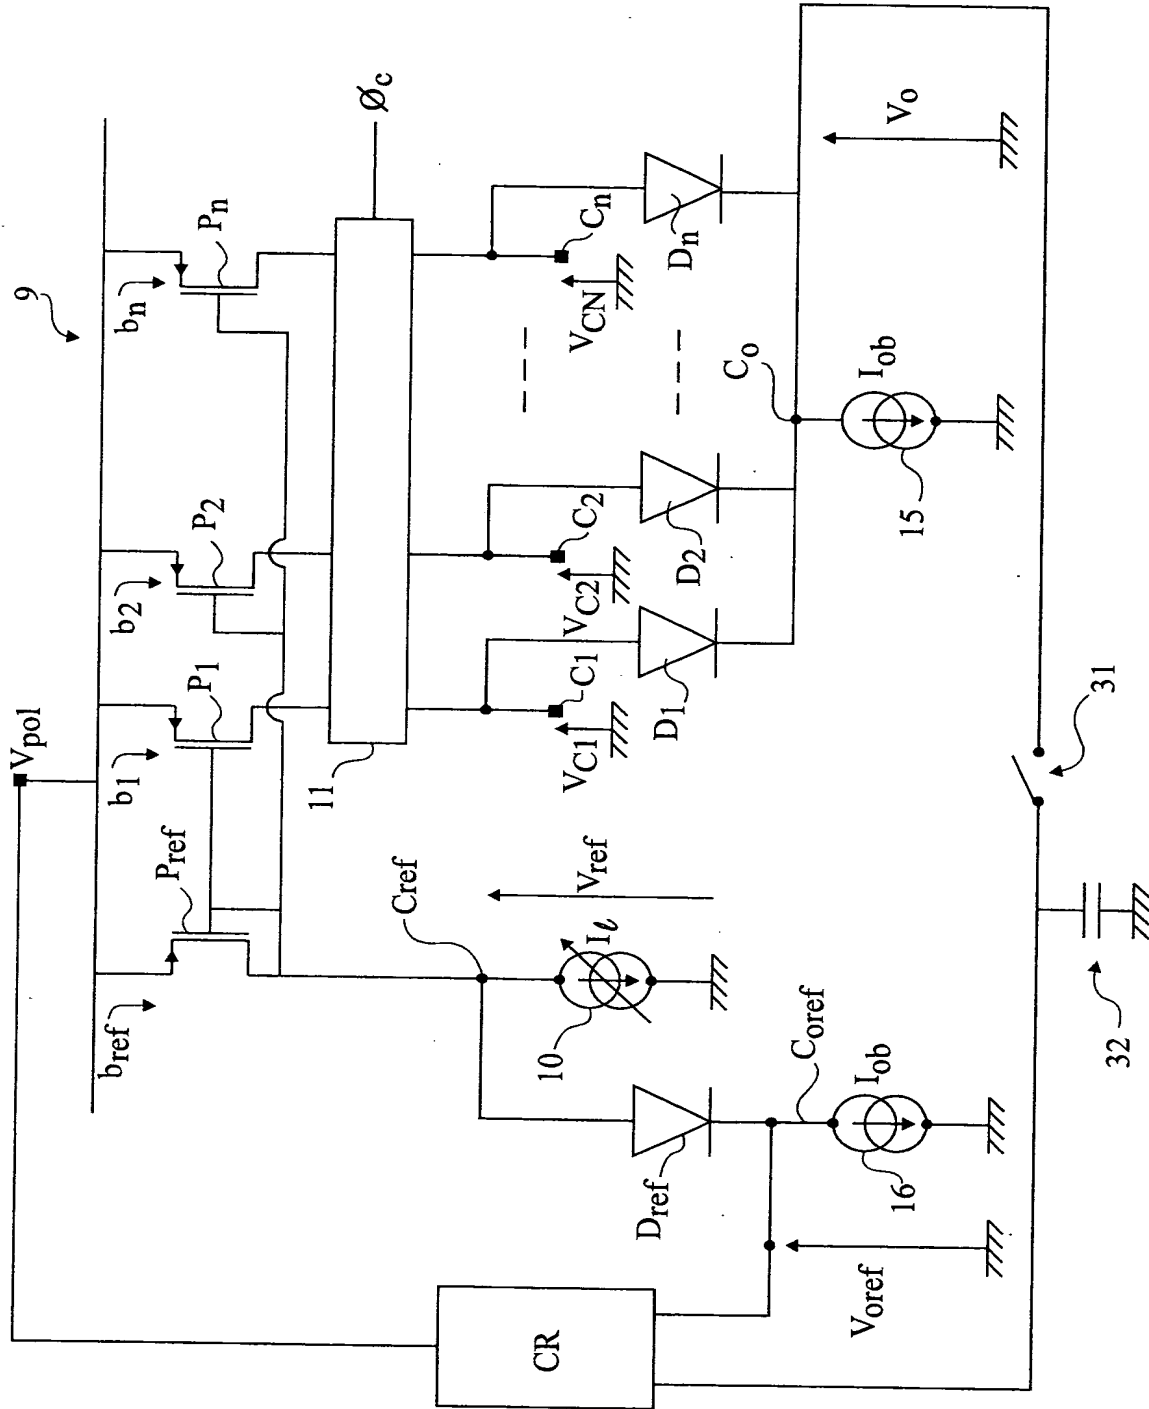 9
Vpol
bref
b1
b2
bn
Pref
P1
P2
Pn
11
Øc
Cref
Vref
Iℓ
10
VC1
C1
VC2
C2
VCN
Cn
D1
D2
Dn
Co
Vo
Iob
15
Dref
Coref
Iob
16
Voref
CR
31
32